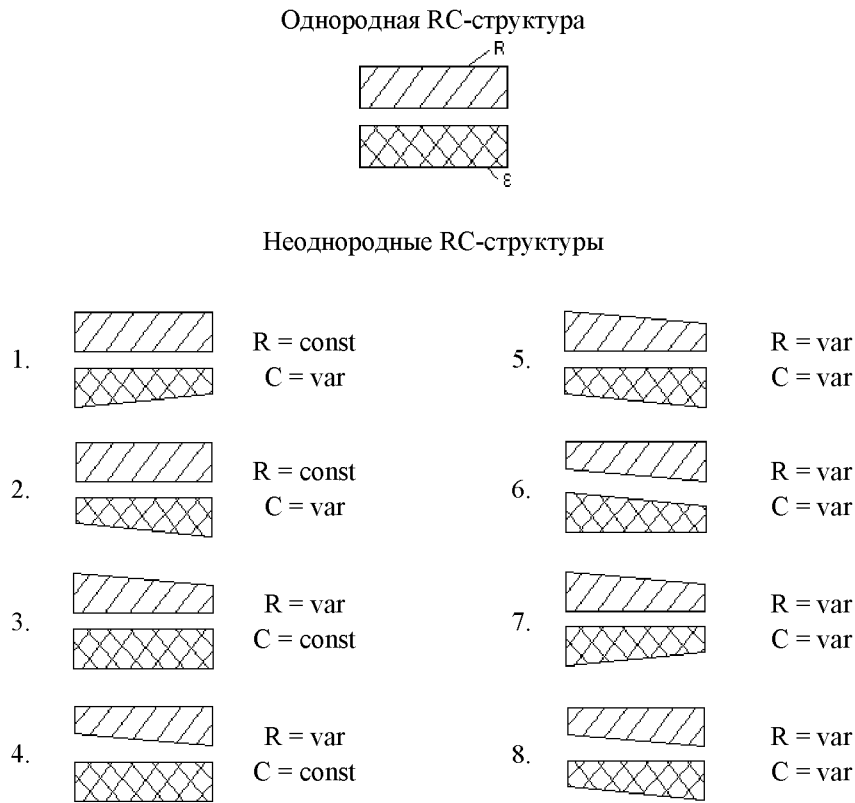 Однородная RC-структура
R
ε
Неоднородные RC-структуры
1.
R = const
C = var
2.
R = const
C = var
3.
R = var
C = const
4.
R = var
C = const
5.
R = var
C = var
6.
R = var
C = var
7.
R = var
C = var
8.
R = var
C = var